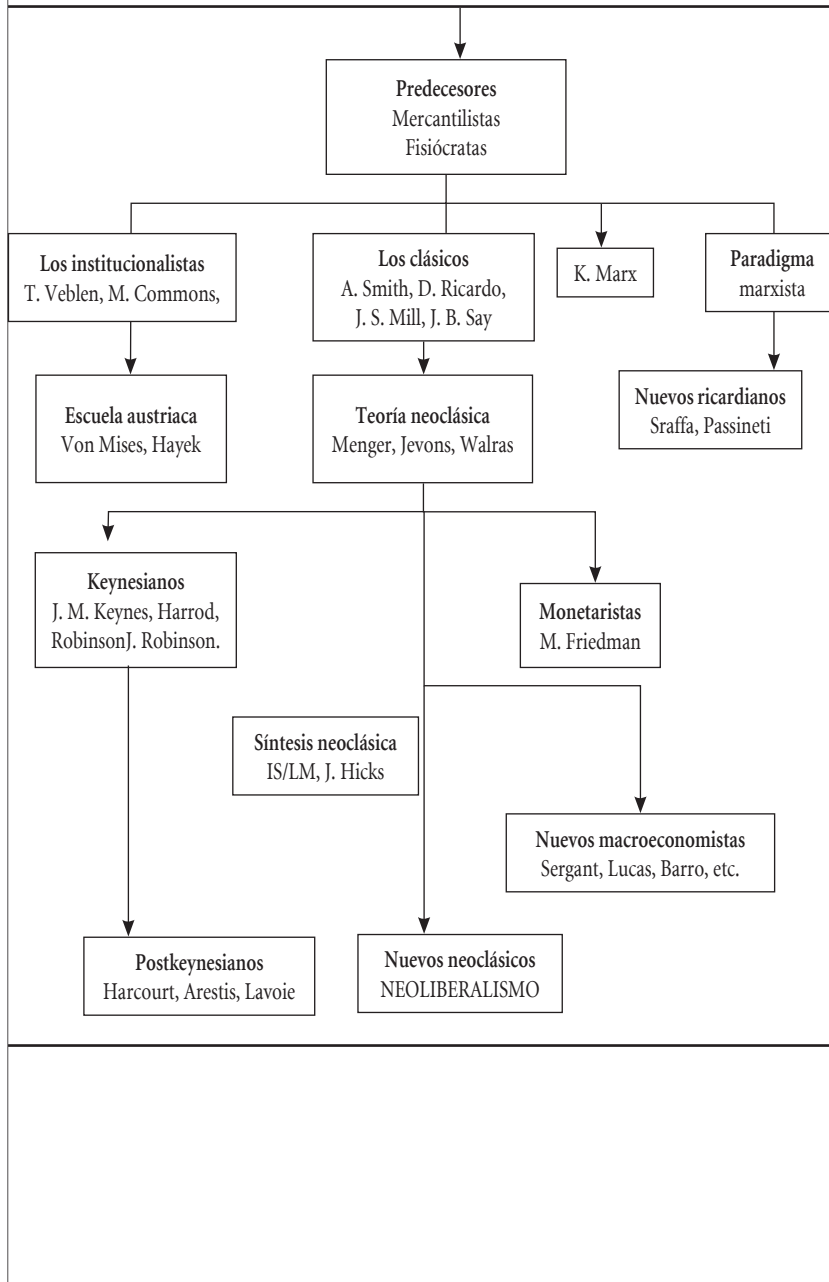 Predecesores
Mercantilistas
Fisiócratas
Los institucionalistas
T. Veblen, M. Commons,
Los clásicos
A. Smith, D. Ricardo,
J. S. Mill, J. B. Say
K. Marx
Paradigma
marxista
Escuela austriaca
Von Mises, Hayek
Teoría neoclásica
Menger, Jevons, Walras
Nuevos ricardianos
Sraffa, Passineti
Keynesianos
J. M. Keynes, Harrod,
RobinsonJ. Robinson.
Monetaristas
M. Friedman
Síntesis neoclásica
IS/LM, J. Hicks
Nuevos macroeconomistas
Sergant, Lucas, Barro, etc.
Postkeynesianos
Harcourt, Arestis, Lavoie
Nuevos neoclásicos
NEOLIBERALISMO